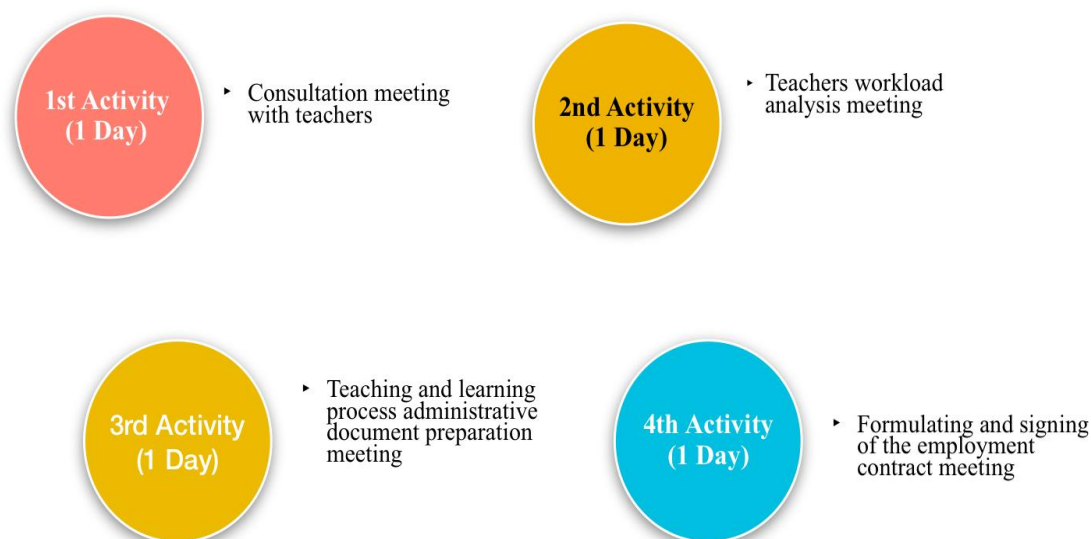 1st Activity
(1 Day)
‣ Consultation meeting
with teachers
2nd Activity
(1 Day)
‣ Teachers workload
analysis meeting
3rd Activity
(1 Day)
‣ Teaching and learning
process administrative
document preparation
meeting
4th Activity
(1 Day)
‣ Formulating and signing
of the employment
contract meeting